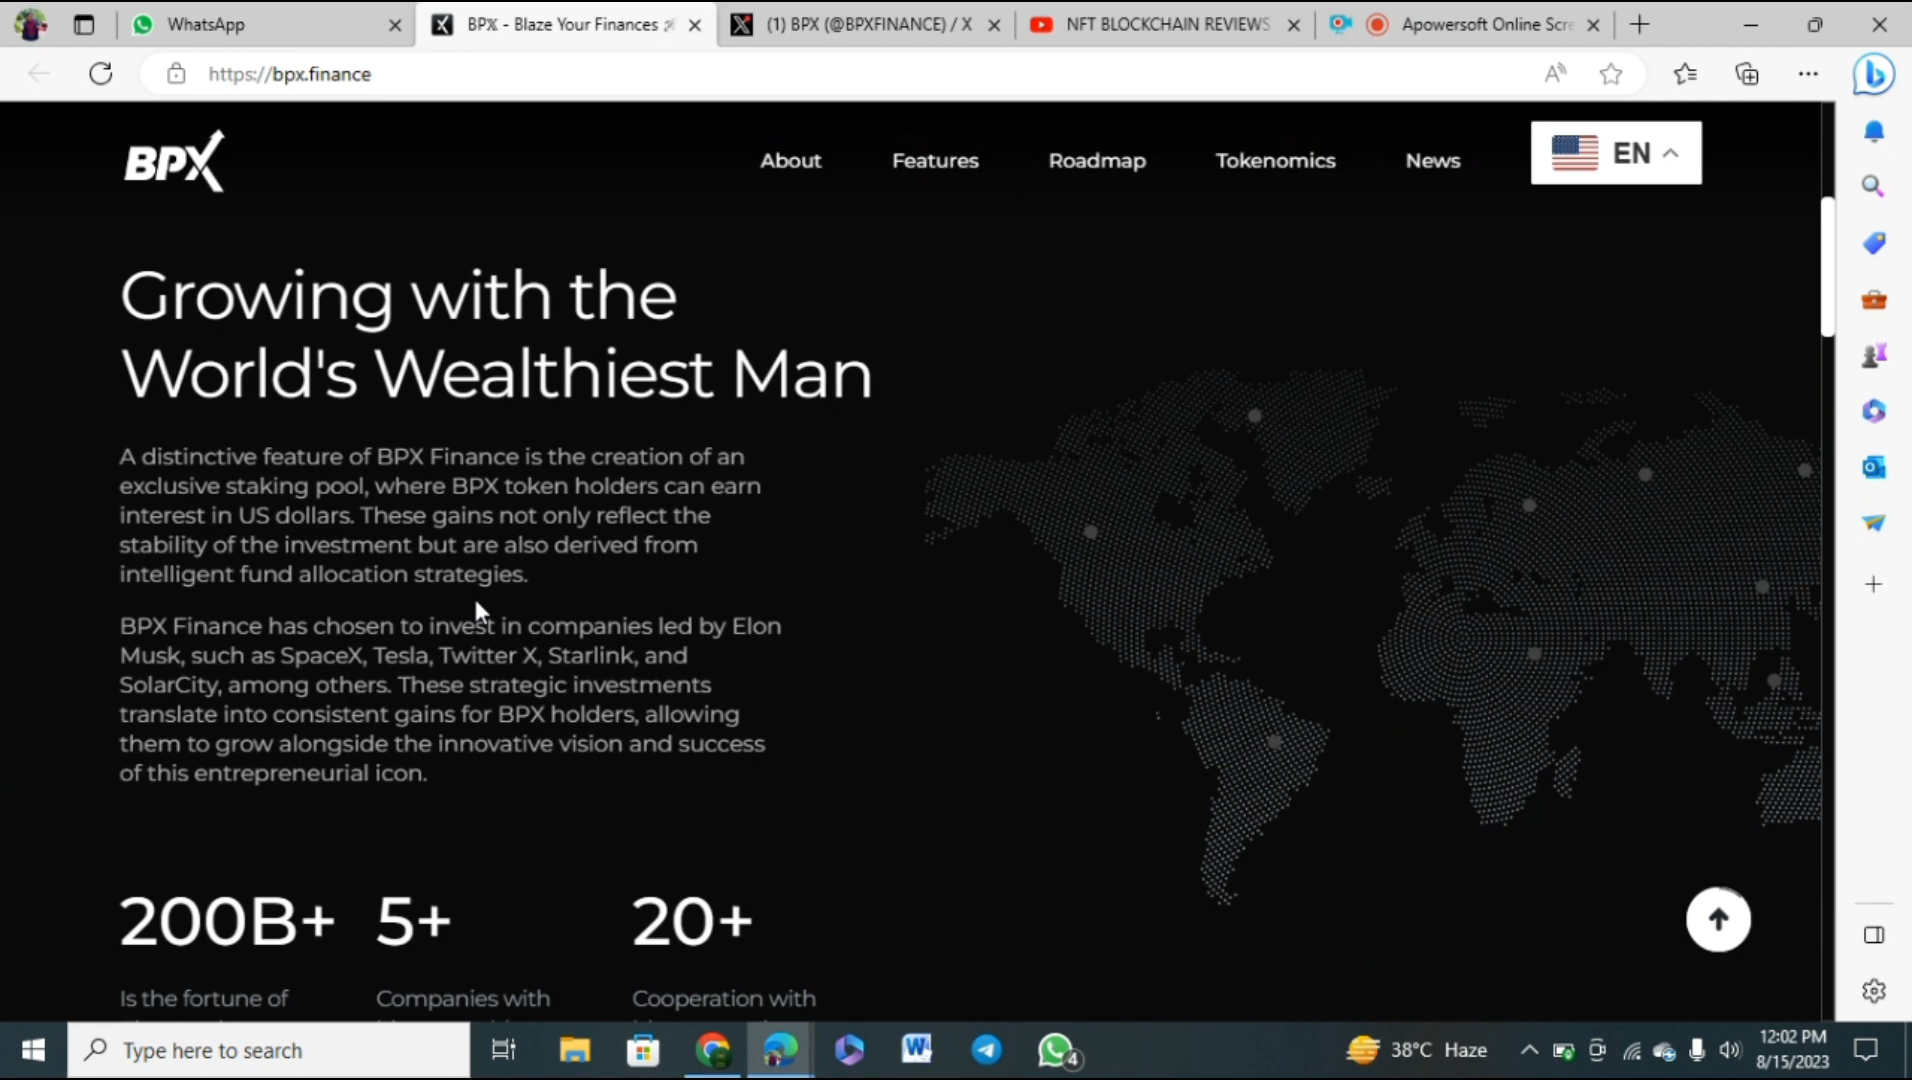 WhatsApp
BPX - Blaze Your Finances
(1) BPX (@BPXFINANCE) / X
NFT BLOCKCHAIN REVIEWS
Apowersoft Online Scre
https://bpx.finance
BPX
About
Features
Roadmap
Tokenomics
News
EN
Growing with the
World's Wealthiest Man
A distinctive feature of BPX Finance is the creation of an
exclusive staking pool, where BPX token holders can earn
interest in US dollars. These gains not only reflect the
stability of the investment but are also derived from
intelligent fund allocation strategies.
BPX Finance has chosen to invest in companies led by Elon
Musk, such as SpaceX, Tesla, Twitter X, Starlink, and
SolarCity, among others. These strategic investments
translate into consistent gains for BPX holders, allowing
them to grow alongside the innovative vision and success
of this entrepreneurial icon.
200B+ 5+ 20+
Is the fortune of
Companies with
Cooperation with
Type here to search
4
38°C Haze
12:02 PM
8/15/2023